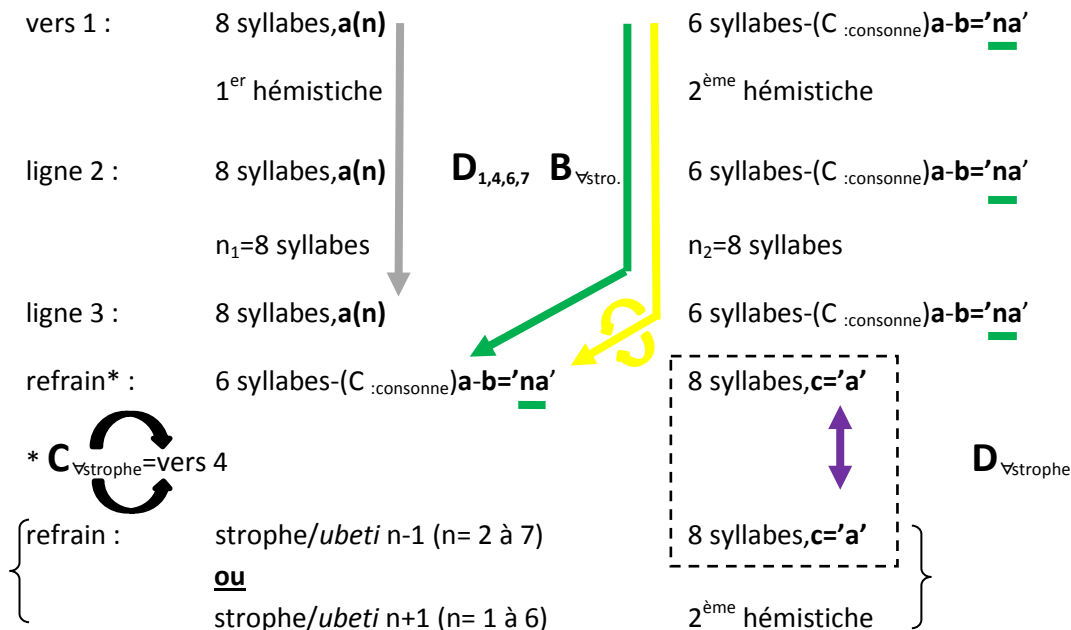 vers 1 : 8 syllabes,a(n) 6 syllabes-(C :consonne)a-b=’na’
1er hémistiche 2ème hémistiche
ligne 2 : 8 syllabes,a(n) D1,4,6,7 B∀stro. 6 syllabes-(C :consonne)a-b=’na’
n1=8 syllabes n2=8 syllabes
ligne 3 : 8 syllabes,a(n) 6 syllabes-(C :consonne)a-b=’na’
refrain* : 6 syllabes-(C :consonne)a-b=’na’ 8 syllabes,c=’a’
* C∀strophe=vers 4 D∀strophe
refrain : strophe/ubeti n-1 (n= 2 à 7) 8 syllabes,c=’a’
ou
strophe/ubeti n+1 (n= 1 à 6) 2ème hémistiche